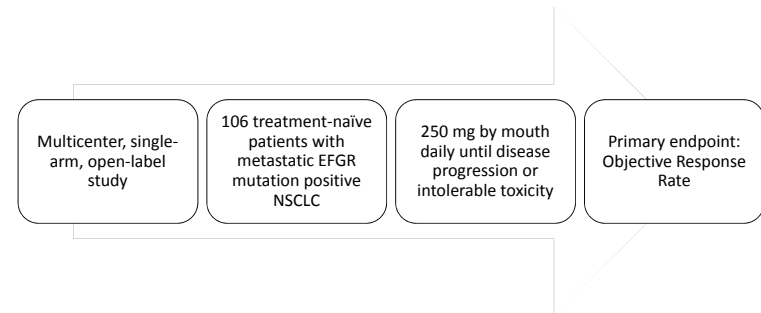 Multicenter, single-
arm, open-label
study
106 treatment-naïve
patients with
metastatic EFGR
mutation positive
NSCLC
250 mg by mouth
daily until disease
progression or
intolerable toxicity
Primary endpoint:
Objective Response
Rate